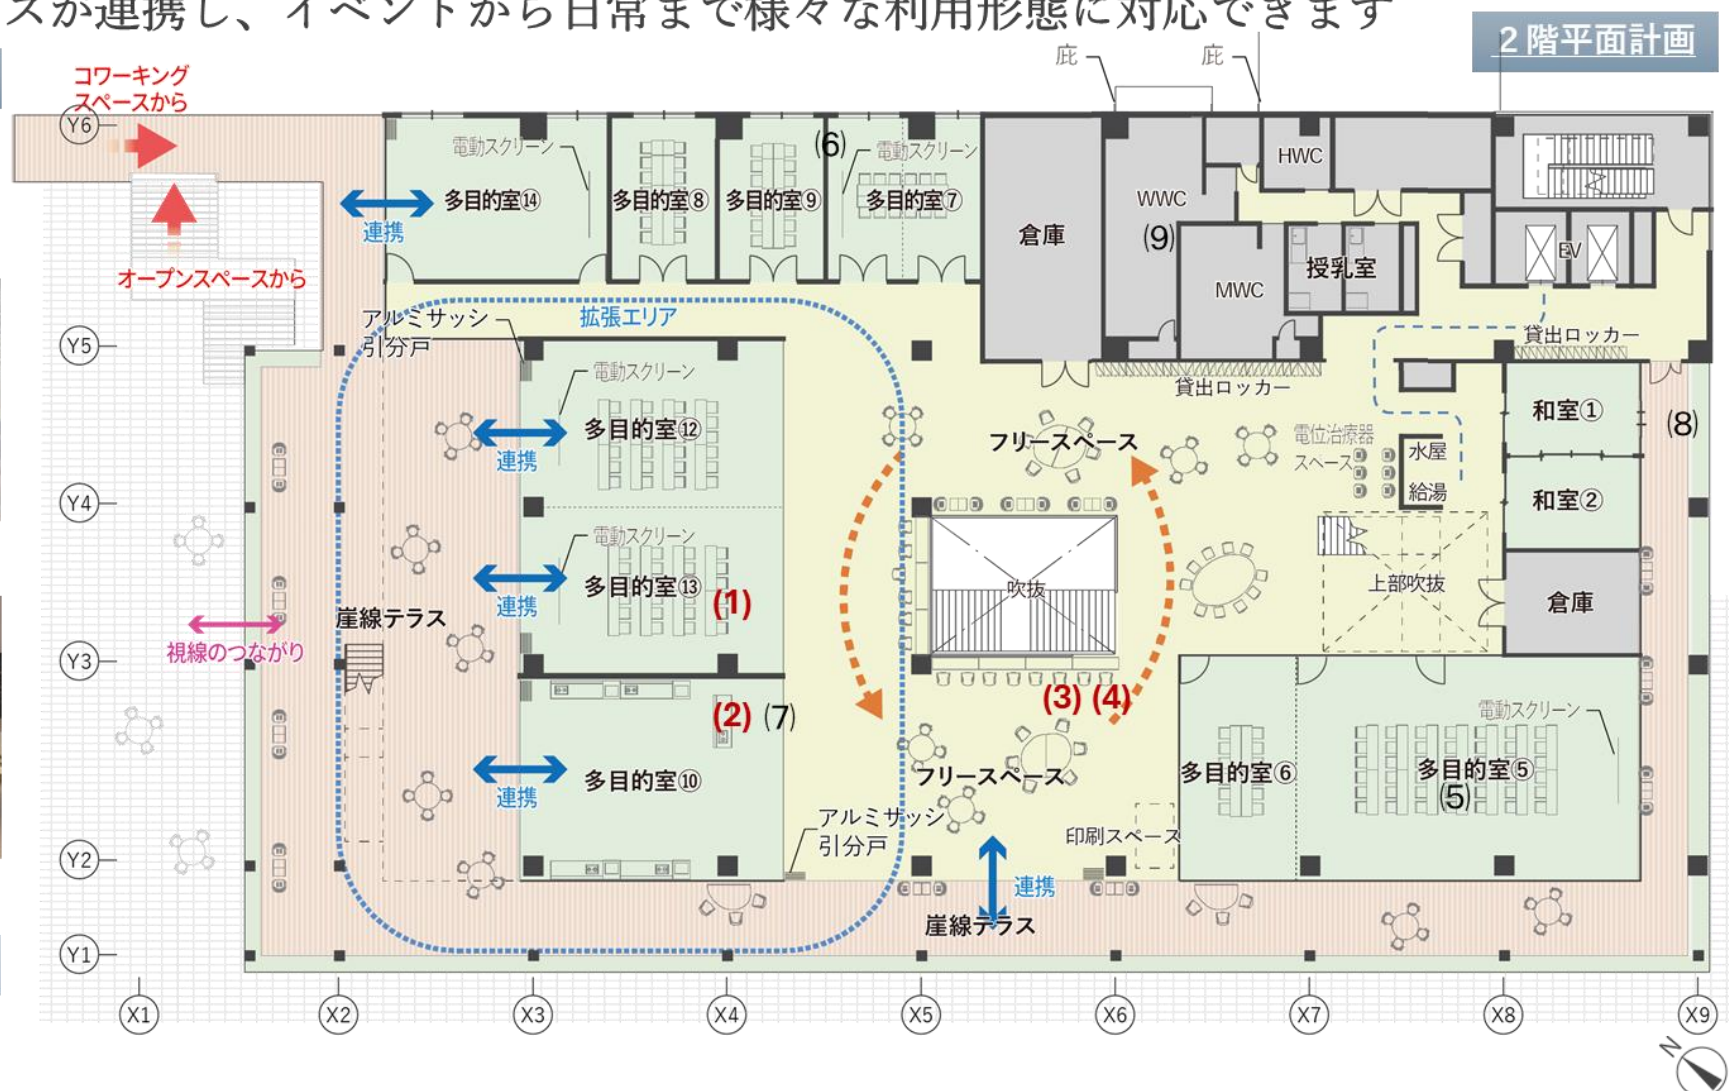 スが連携し、イベントから日常まで様々な利用形態に対応できます
２階平面計画
庇
庇
コワーキング
スペースから
Y6
電動スクリーン
(6)
電動スクリーン
HWC
多目的室⑭
多目的室⑧
多目的室⑨
多目的室⑦
WWC
連携
倉庫
(9)
EV
オープンスペースから
授乳室
MWC
アルミサッシ
引分戸
拡張エリア
Y5
貸出ロッカー
電動スクリーン
貸出ロッカー
多目的室⑫
連携
フリースペース
電位治療器
スペース
水屋
給湯
和室①
(8)
Y4
和室②
電動スクリーン
多目的室⑬
(1)
連携
吹抜
上部吹抜
倉庫
崖線テラス
視線のつながり
Y3
(3)
(4)
(2)
(7)
電動スクリーン
多目的室⑩
連携
フリースペース
多目的室⑥
多目的室⑤
(5)
アルミサッシ
引分戸
印刷スペース
Y2
連携
崖線テラス
Y1
X1
X2
X3
X4
X5
X6
X7
X8
X9
N